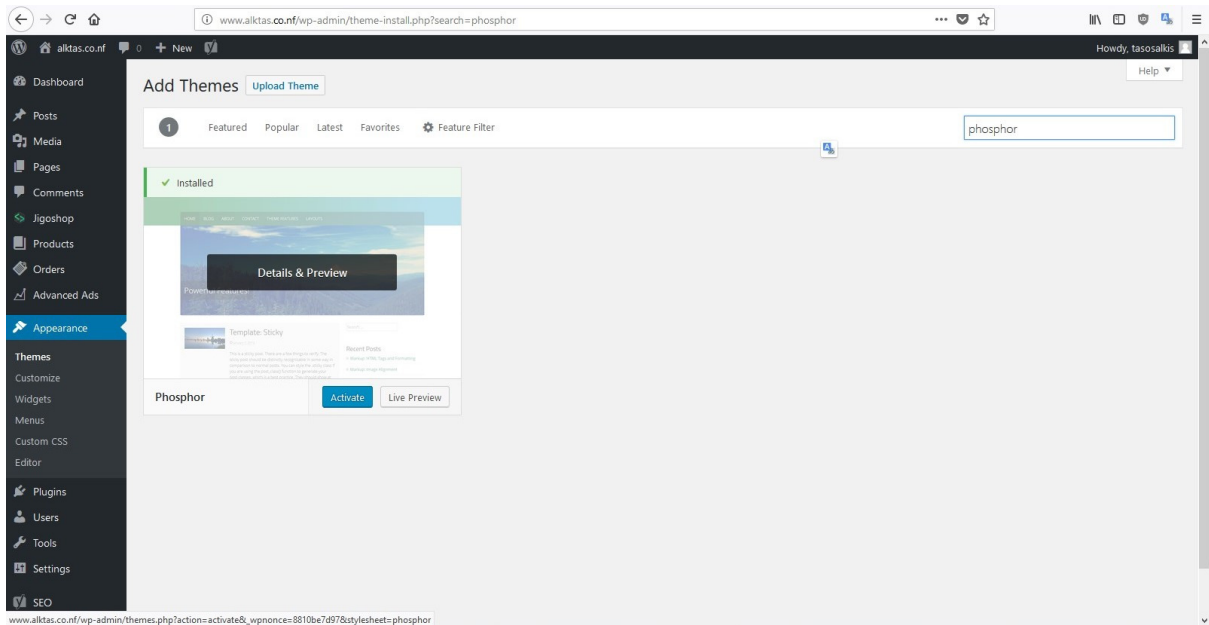 www.alktas.co.nf/wp-admin/theme-install.php?search=phosphor
alktas.co.nf 0 + New Howdy, tasosalkis
Help
Dashboard
Posts
Media
Pages
Comments
Jigoshop
Products
Orders
Advanced Ads
Appearance
Themes
Customize
Widgets
Menus
Custom CSS
Editor
Plugins
Users
Tools
Settings
SEO
Add Themes Upload Theme
1 Featured Popular Latest Favorites Feature Filter phosphor
Installed
Details & Preview
Powerful Features!
Template: Sticky
Recent Posts
Phosphor Activate Live Preview
www.alktas.co.nf/wp-admin/themes.php?action=activate&_wpnonce=8810be7d97&stylesheet=phosphor